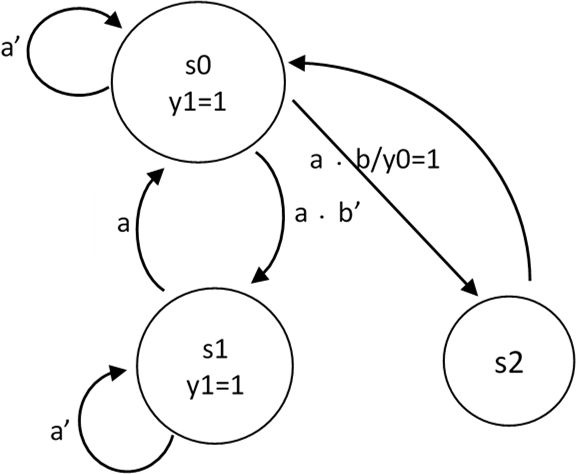 a’
s0
y1=1
a · b/y0=1
a
a · b’
s1
y1=1
s2
a’